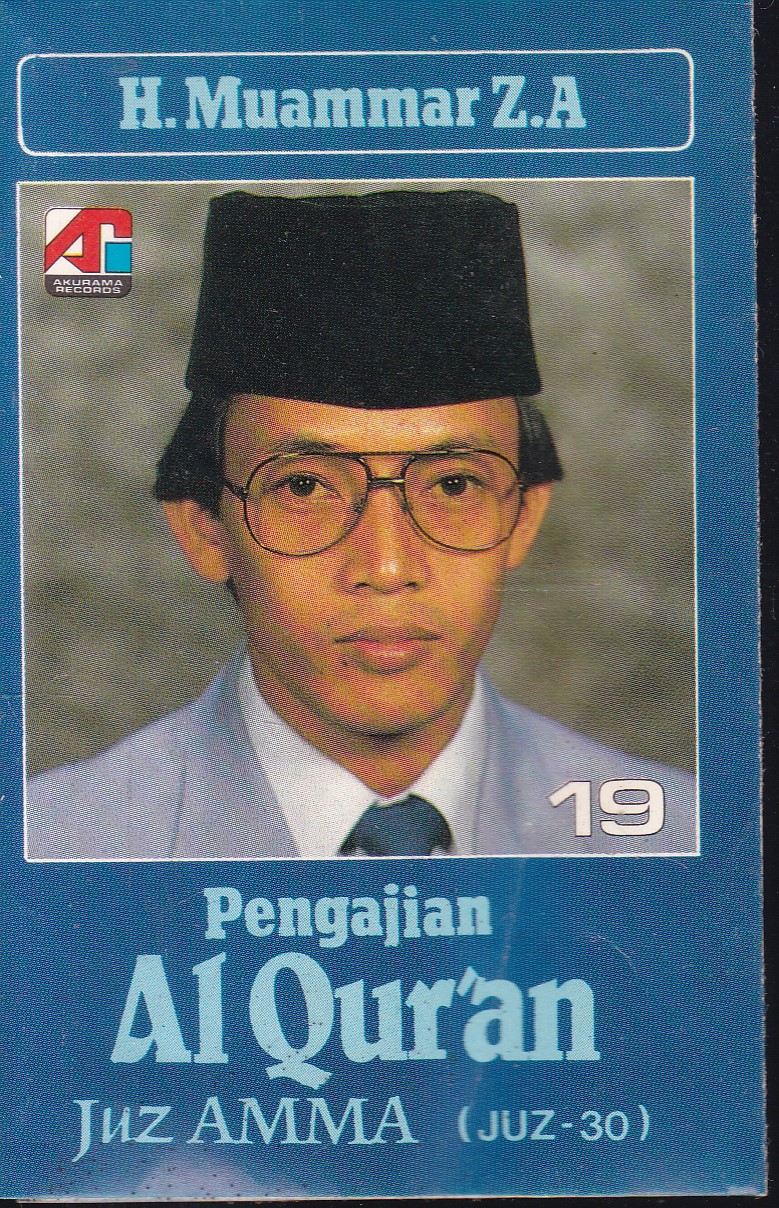 H. Muammar Z.A
AKURAMA
RECORDS
19
Pengajian
Al Qur'an
Juz AMMA (JUZ-30)